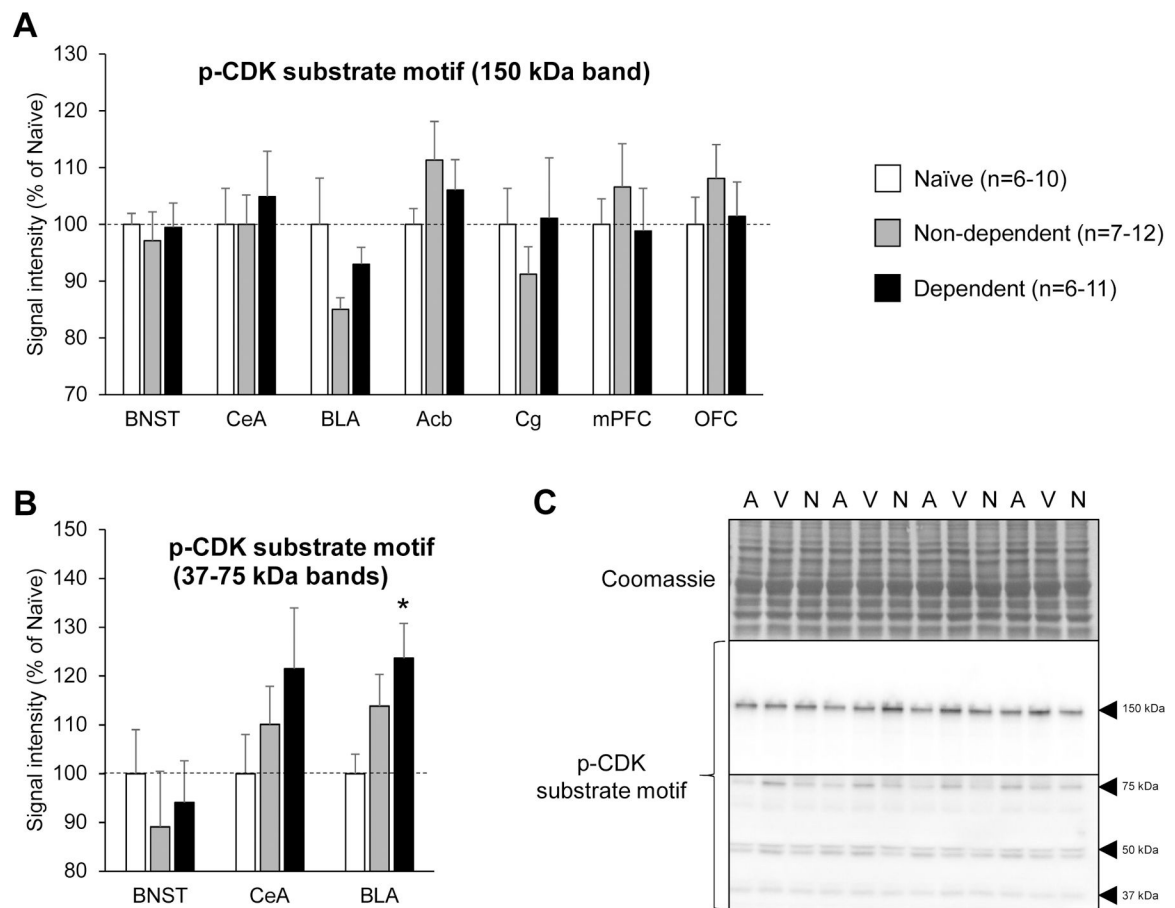 A
p-CDK substrate motif (150 kDa band)
Signal intensity (% of Naïve)
130
120
110
100
90
80
70
BNST CeA BLA Acb Cg mPFC OFC
Naïve (n=6-10)
Non-dependent (n=7-12)
Dependent (n=6-11)
B
p-CDK substrate motif
(37-75 kDa bands)
Signal intensity (% of Naïve)
150
140
130
120
110
100
90
80
*
BNST CeA BLA
C
A V N A V N A V N A V N
Coomassie
p-CDK
substrate motif
150 kDa
75 kDa
50 kDa
37 kDa